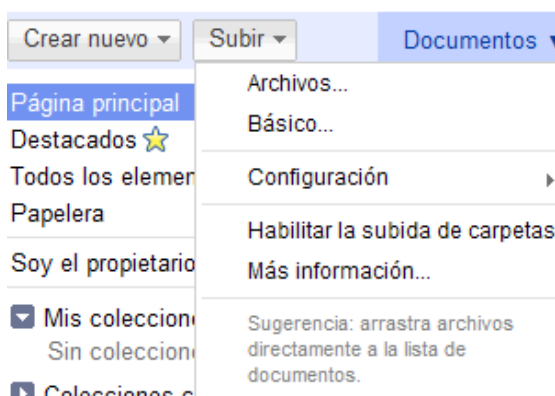 Crear nuevo
Subir
Documentos
Página principal
Destacados
Todos los elemen
Papelera
Soy el propietario
Mis coleccion
Sin coleccion
Colecciones c
Archivos...
Básico...
Configuración
Habilitar la subida de carpetas
Más información...
Sugerencia: arrastra archivos
directamente a la lista de
documentos.